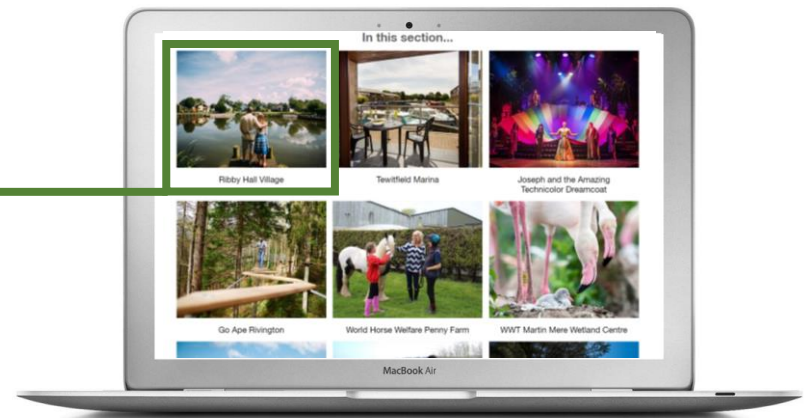 In this section...
Ribby Hall Village
Tewitfield Marina
Joseph and the Amazing
Technicolor Dreamcoat
Go Ape Rivington
World Horse Welfare Penny Farm
WWT Martin Mere Wetland Centre
MacBook Air